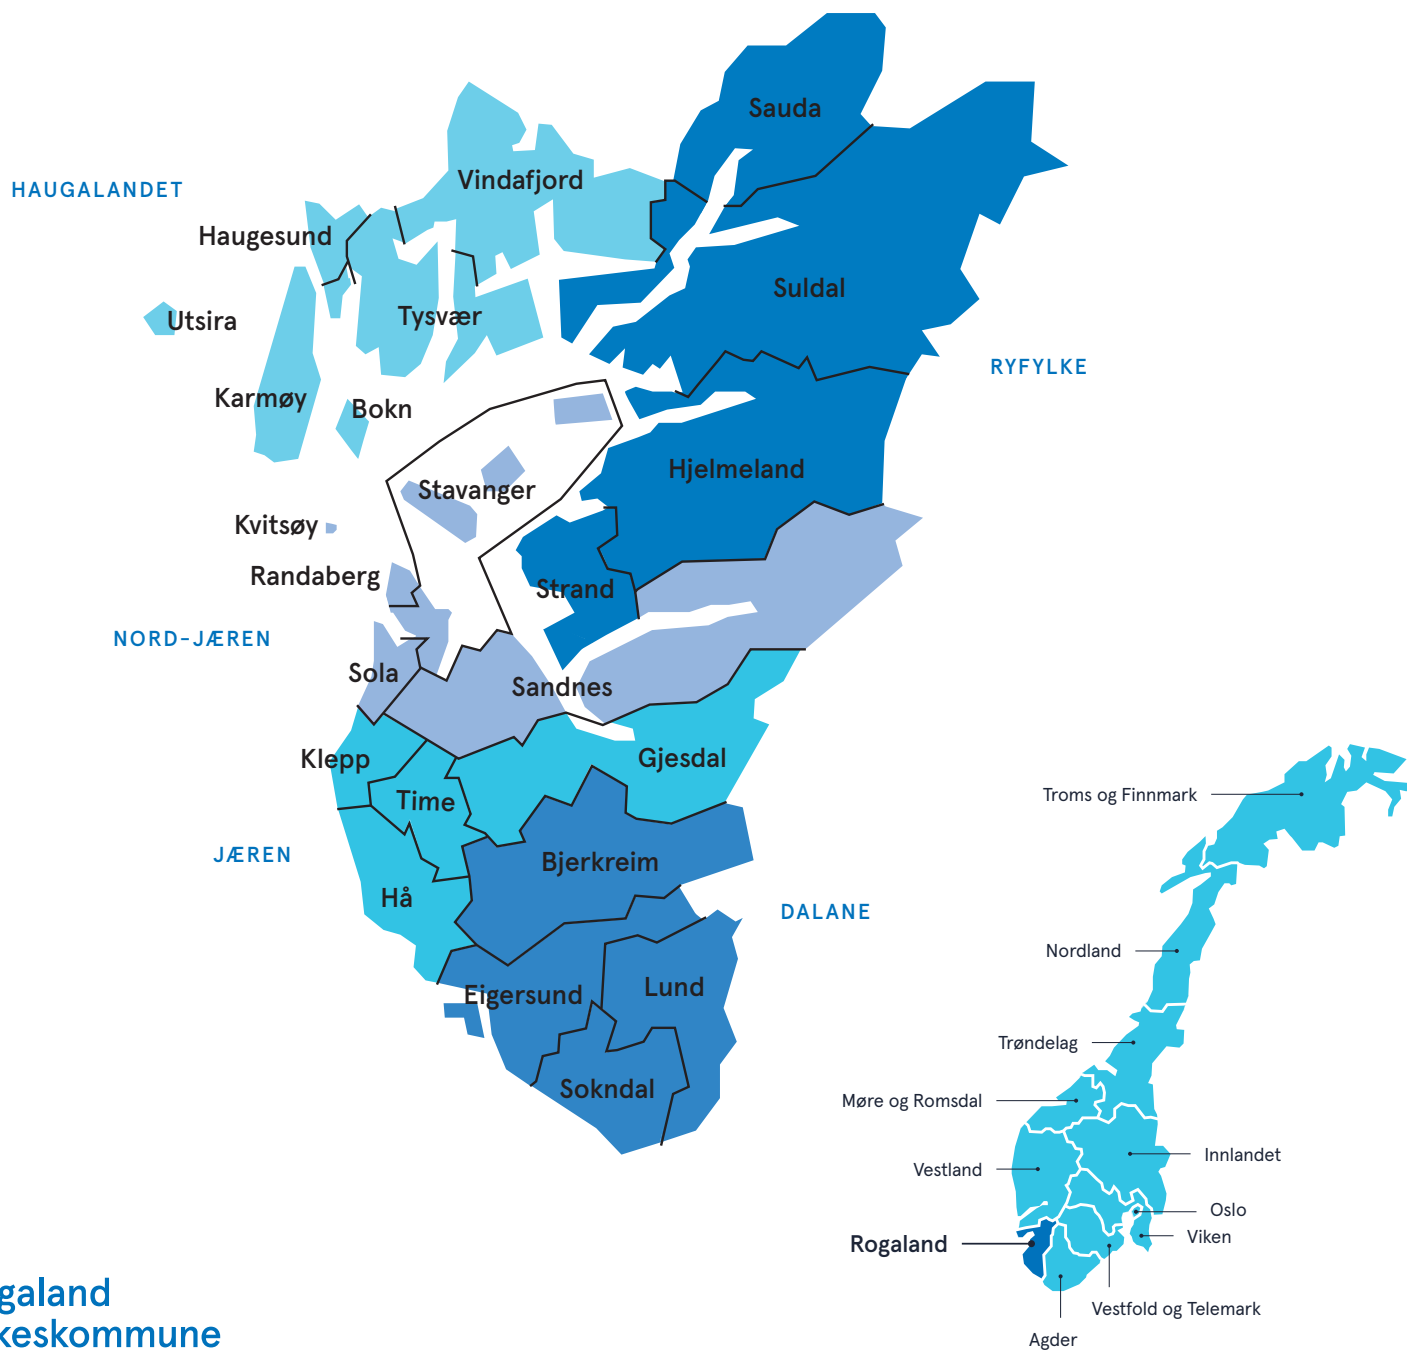 Sauda
Vindafjord
HAUGALANDET
Haugesund
Suldal
Utsira
Tysvær
RYFYLKE
Karmøy
Bokn
Hjelmeland
Stavanger
Kvitsøy
Randaberg
Strand
NORD-JÆREN
Sola
Sandnes
Klepp
Gjesdal
Time
JÆREN
Bjerkreim
Hå
DALANE
Eigersund
Lund
Sokndal
Troms og Finnmark
Nordland
Trøndelag
Møre og Romsdal
Innlandet
Vestland
Oslo
Viken
Rogaland
Vestfold og Telemark
Agder
galand
keskommune